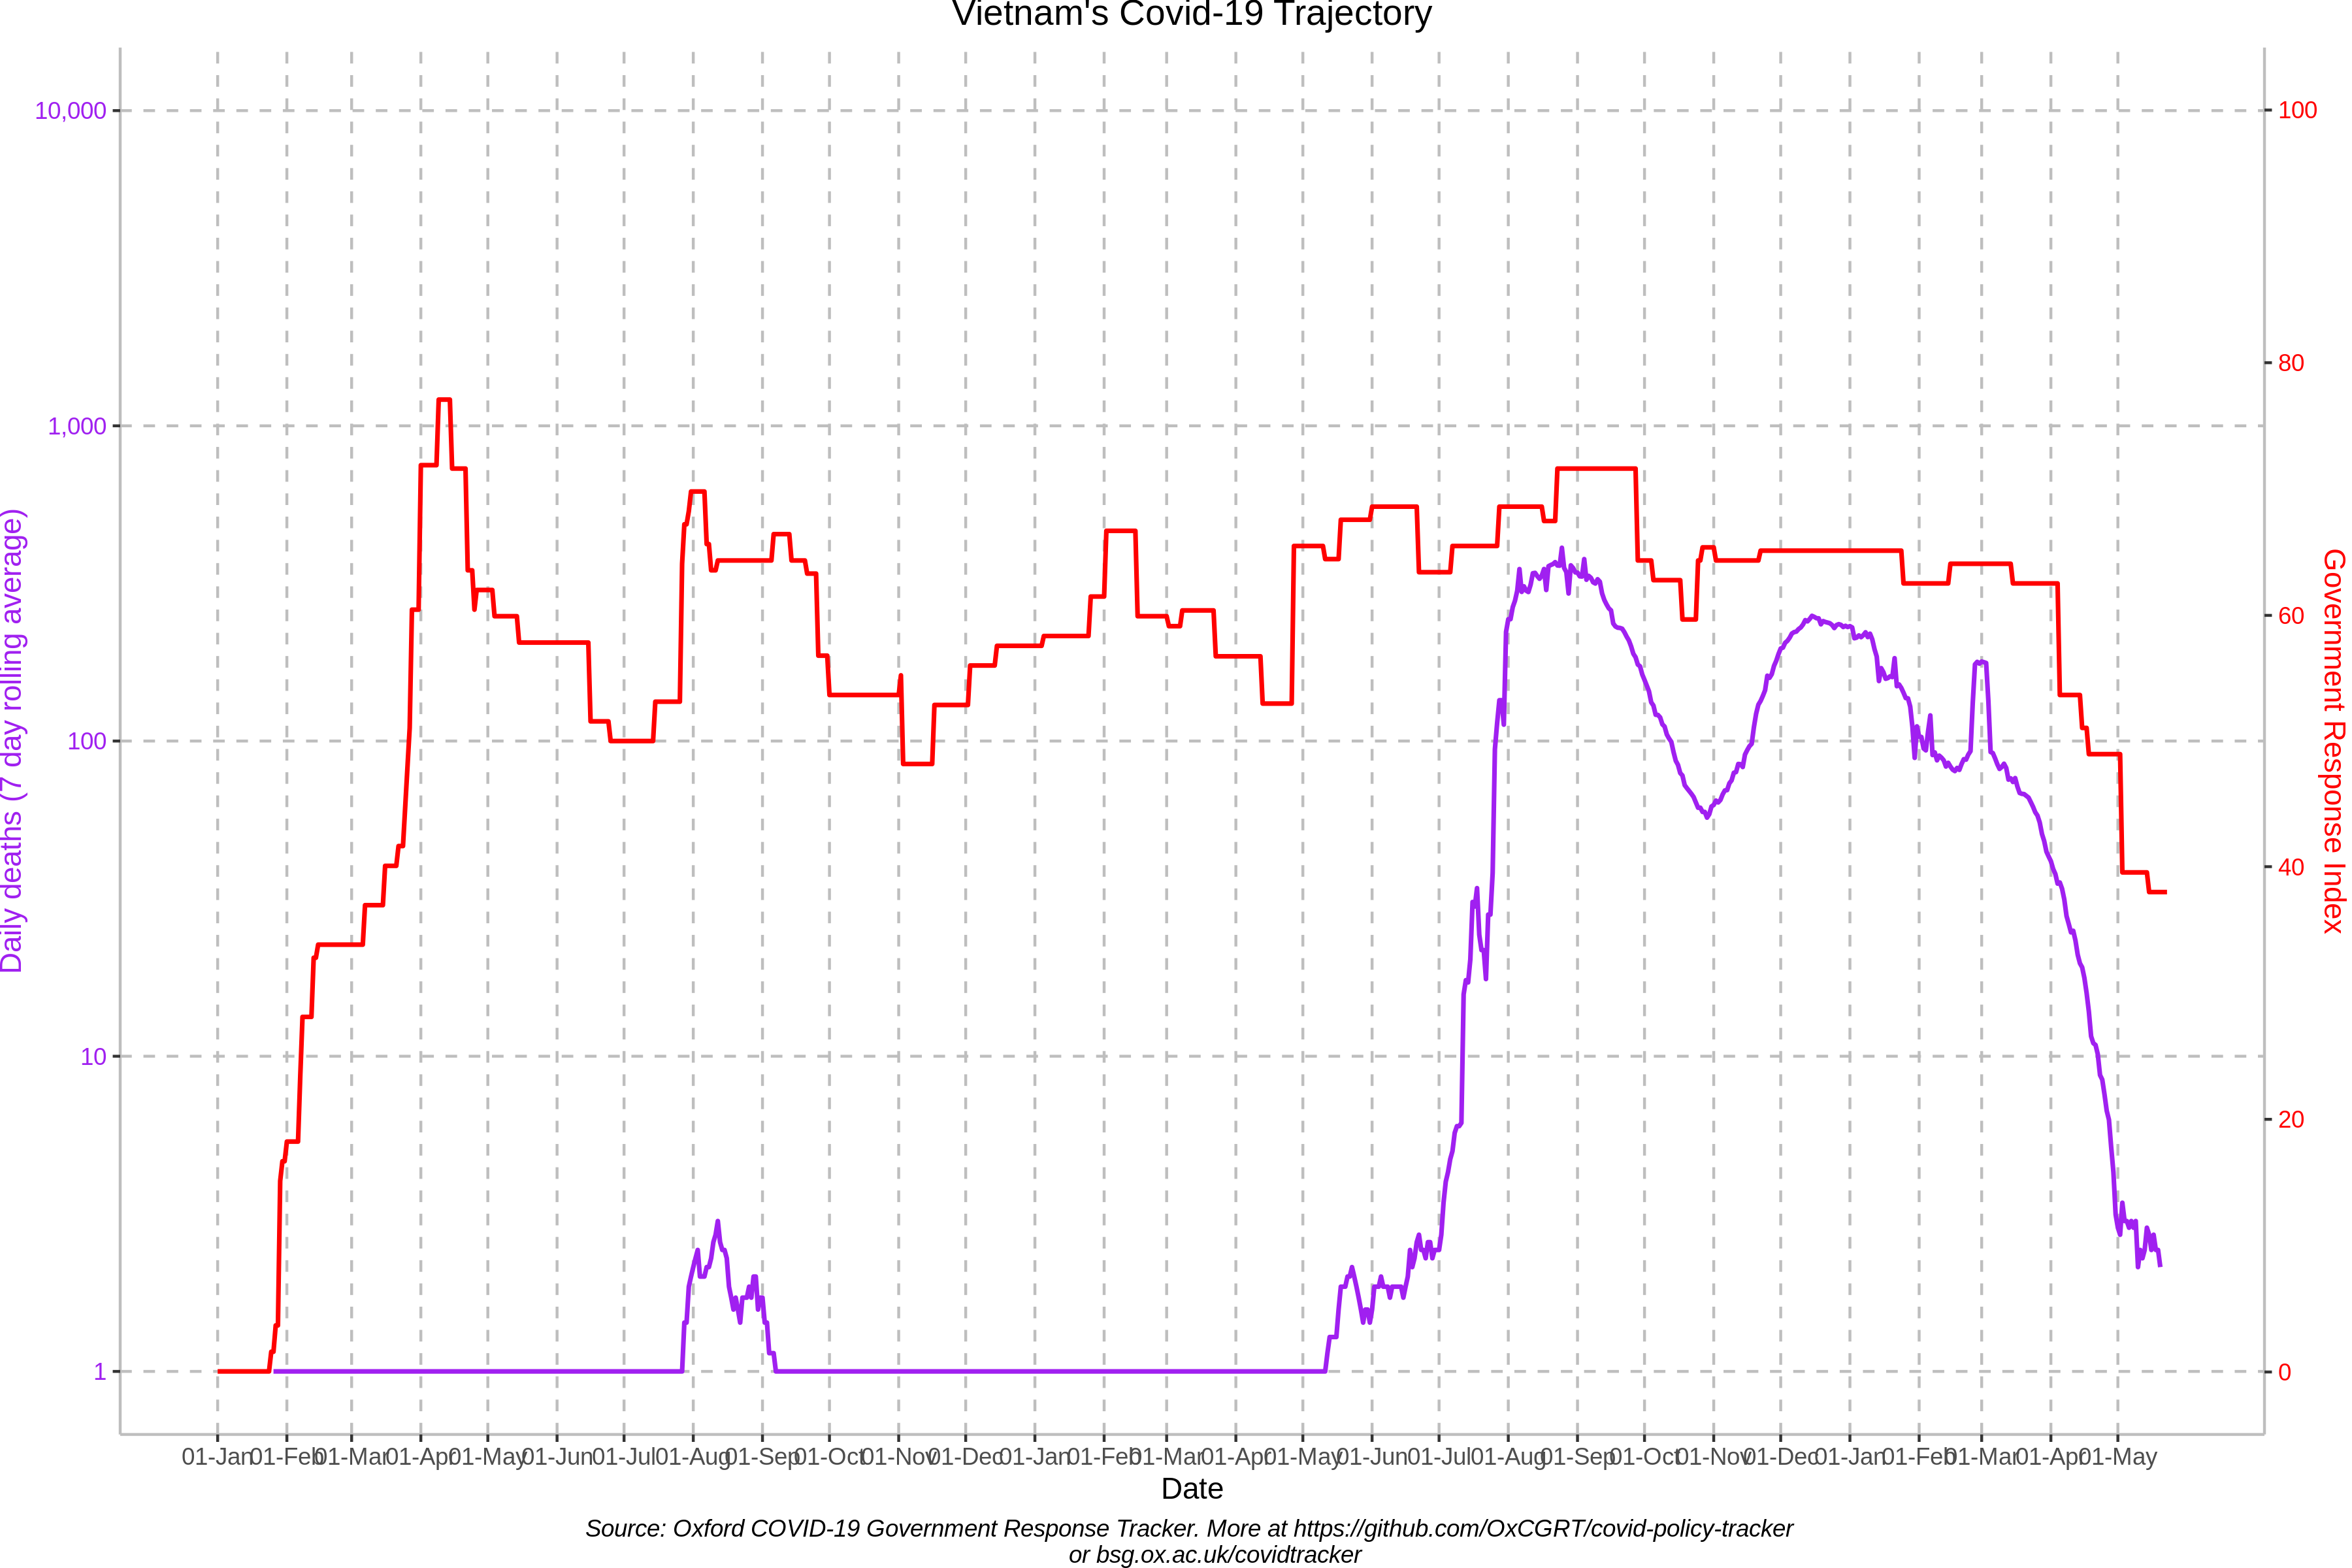 Vietnam's Covid-19 Trajectory
10,000
1,000
100
10
1
Daily deaths (7 day rolling average)
100
80
60
40
20
0
Government Response Index
01-Jan 01-Feb 01-Mar 01-Apr 01-May 01-Jun 01-Jul 01-Aug 01-Sep 01-Oct 01-Nov 01-Dec 01-Jan 01-Feb 01-Mar 01-Apr 01-May 01-Jun 01-Jul 01-Aug 01-Sep 01-Oct 01-Nov 01-Dec 01-Jan 01-Feb 01-Mar 01-Apr 01-May
Date
Source: Oxford COVID-19 Government Response Tracker. More at https://github.com/OxCGRT/covid-policy-tracker
or bsg.ox.ac.uk/covidtracker